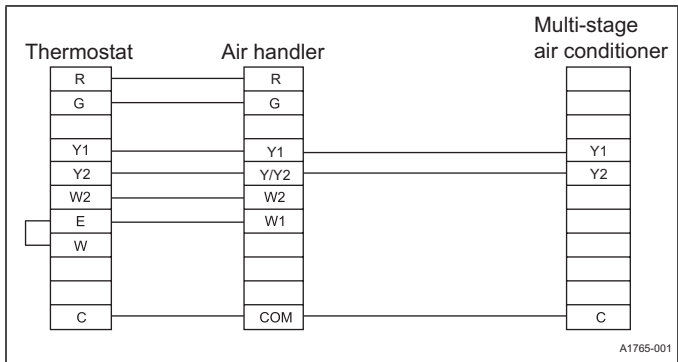 Multi-stage
Thermostat Air handler air conditioner
R R
G G
Y1 Y1 Y1
Y2 Y/Y2 Y2
W2 W2
E W1
W
C COM C
A1765-001